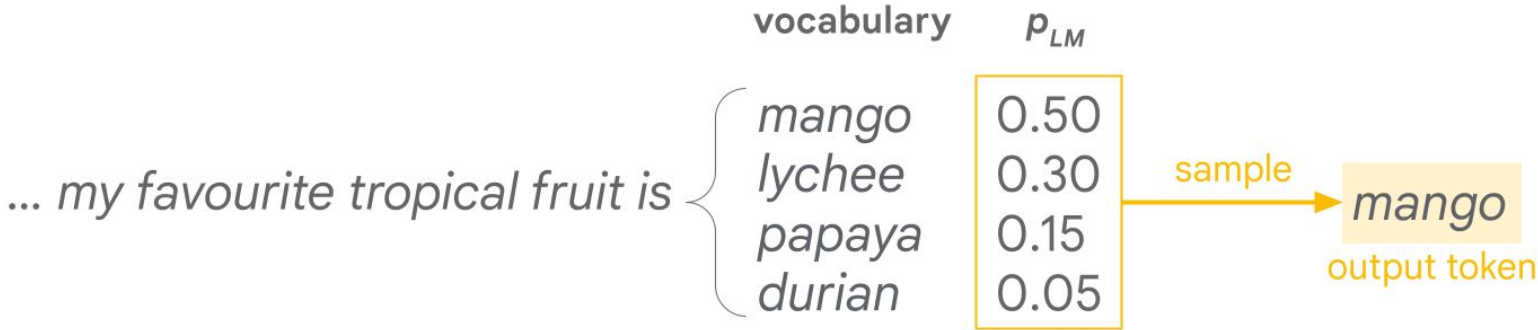 vocabulary p_LM
mango 0.50
lychee 0.30
... my favourite tropical fruit is
papaya 0.15
durian 0.05
sample
mango
output token